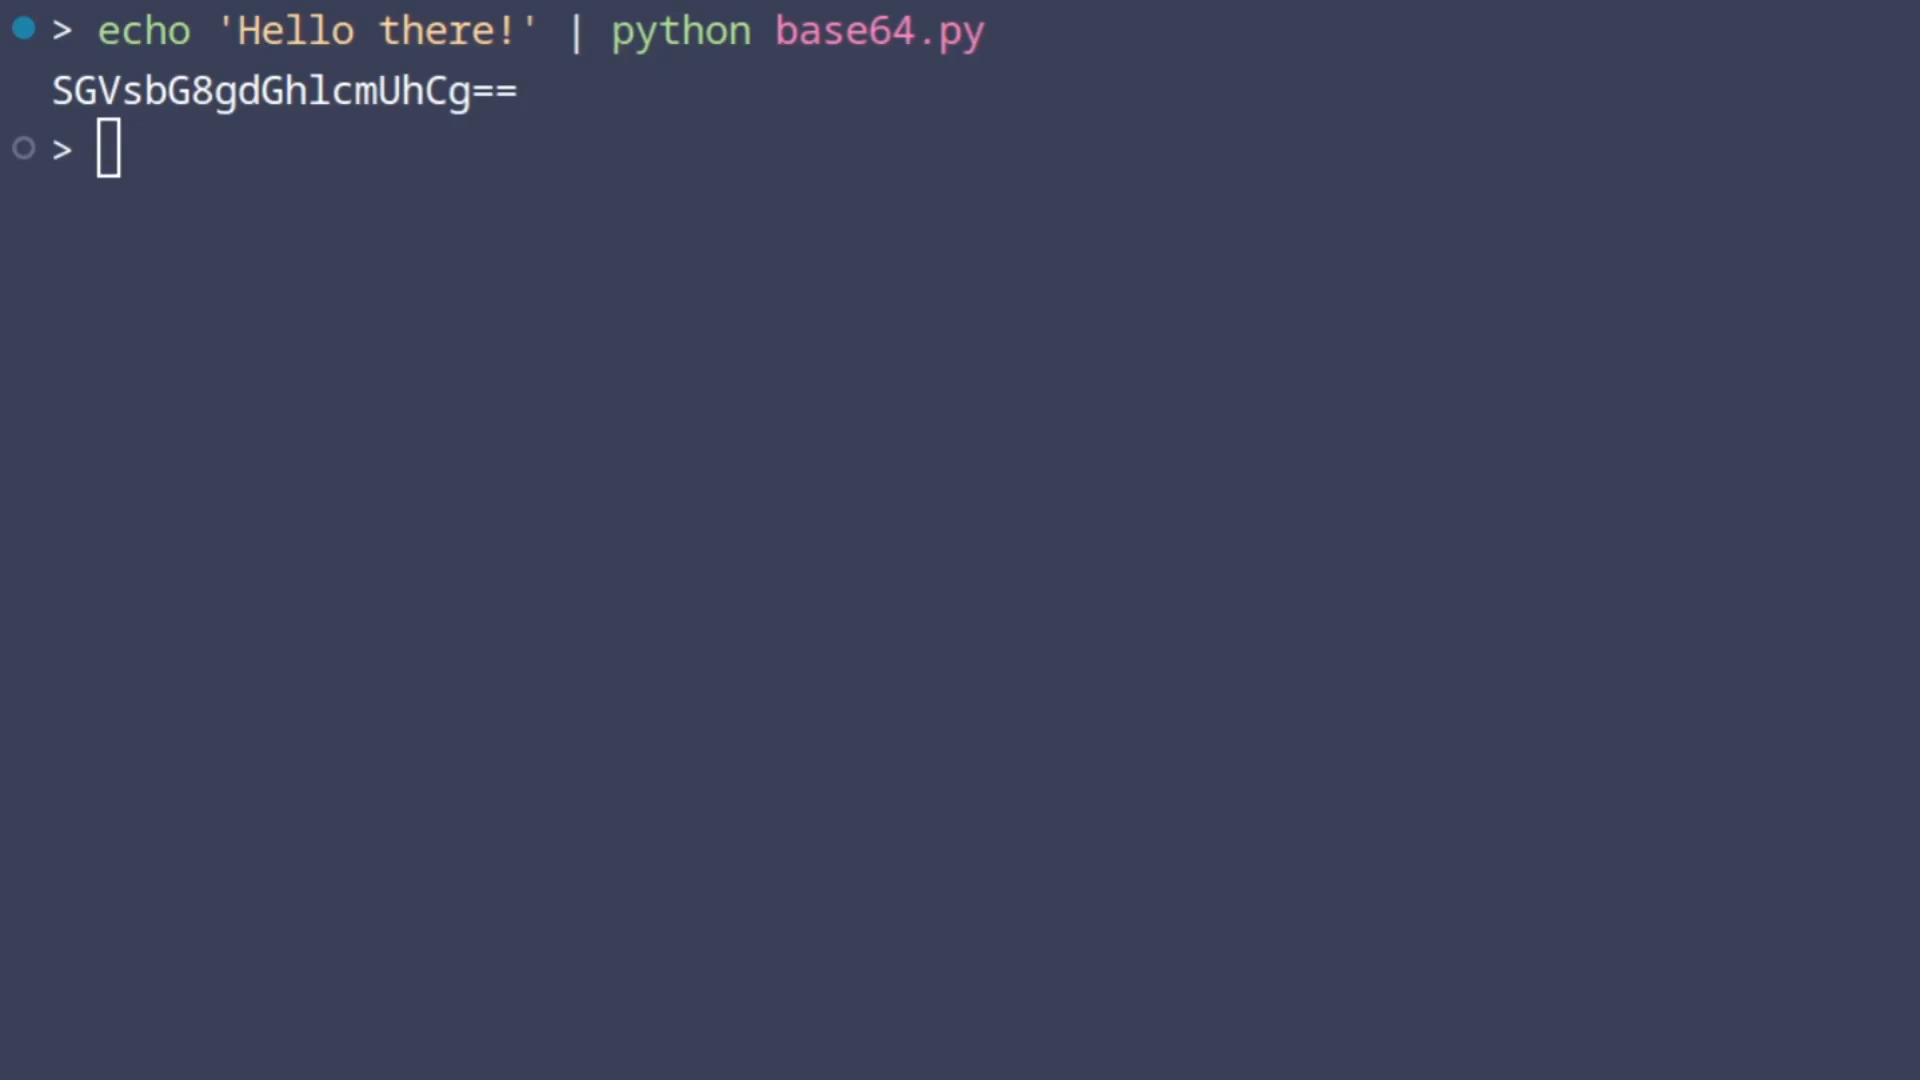 > echo 'Hello there!' | python base64.py
SGVsbG8gdGhlcmUhCg==
>